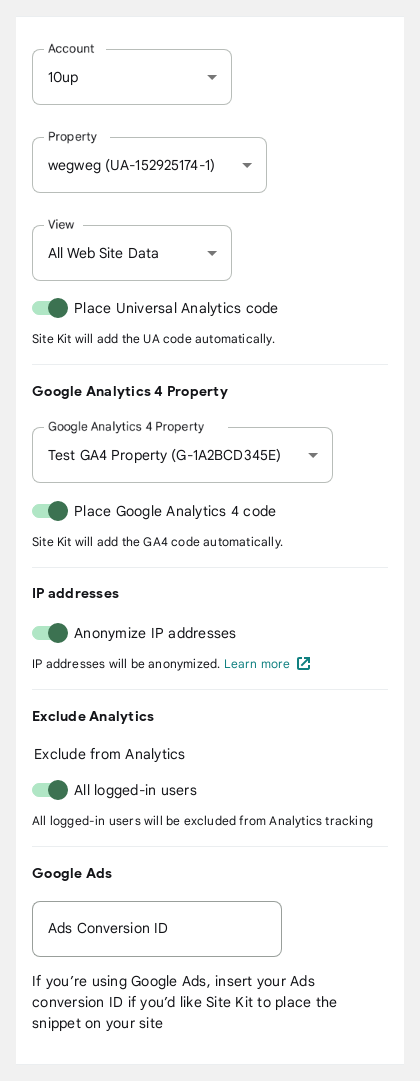 Account
10up
Property
wegweg (UA-152925174-1)
View
All Web Site Data
Place Universal Analytics code
Site Kit will add the UA code automatically.
Google Analytics 4 Property
Google Analytics 4 Property
Test GA4 Property (G-1A2BCD345E)
Place Google Analytics 4 code
Site Kit will add the GA4 code automatically.
IP addresses
Anonymize IP addresses
IP addresses will be anonymized. Learn more
Exclude Analytics
Exclude from Analytics
All logged-in users
All logged-in users will be excluded from Analytics tracking
Google Ads
Ads Conversion ID
If you’re using Google Ads, insert your Ads
conversion ID if you’d like Site Kit to place the
snippet on your site